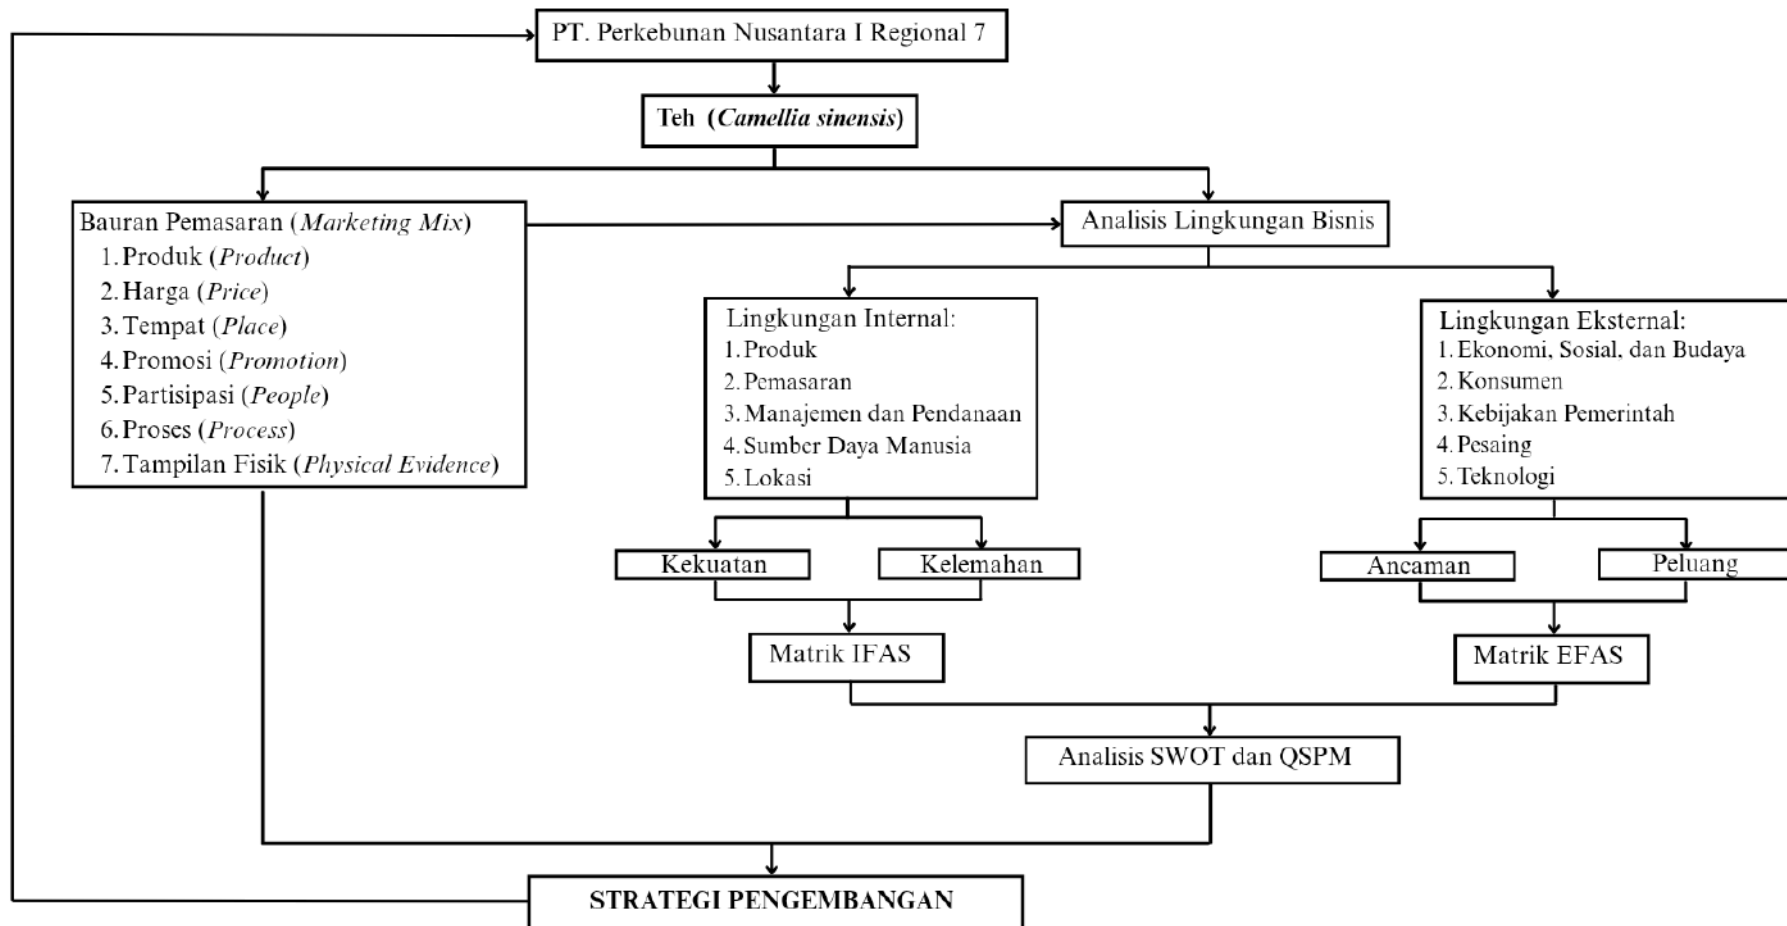 PT. Perkebunan Nusantara I Regional 7
Teh (Camellia sinensis)
Bauran Pemasaran (Marketing Mix)
1. Produk (Product)
2. Harga (Price)
3. Tempat (Place)
4. Promosi (Promotion)
5. Partisipasi (People)
6. Proses (Process)
7. Tampilan Fisik (Physical Evidence)
Analisis Lingkungan Bisnis
Lingkungan Internal:
1. Produk
2. Pemasaran
3. Manajemen dan Pendanaan
4. Sumber Daya Manusia
5. Lokasi
Lingkungan Eksternal:
1. Ekonomi, Sosial, dan Budaya
2. Konsumen
3. Kebijakan Pemerintah
4. Pesaing
5. Teknologi
Kekuatan
Kelemahan
Ancaman
Peluang
Matrik IFAS
Matrik EFAS
Analisis SWOT dan QSPM
STRATEGI PENGEMBANGAN